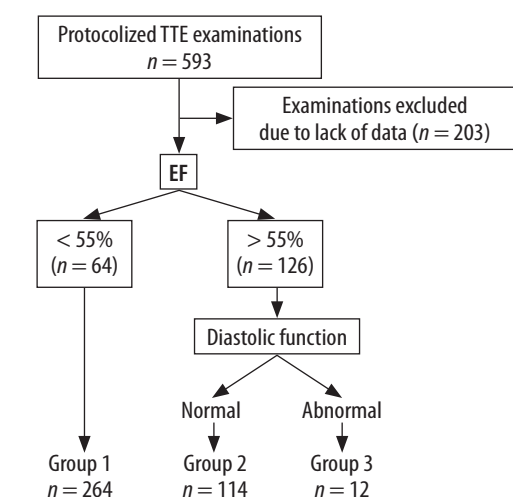 Protocolized TTE examinations
n = 593
Examinations excluded
due to lack of data (n = 203)
EF
< 55%
(n = 64)
> 55%
(n = 126)
Diastolic function
Normal
Abnormal
Group 1
n = 264
Group 2
n = 114
Group 3
n = 12